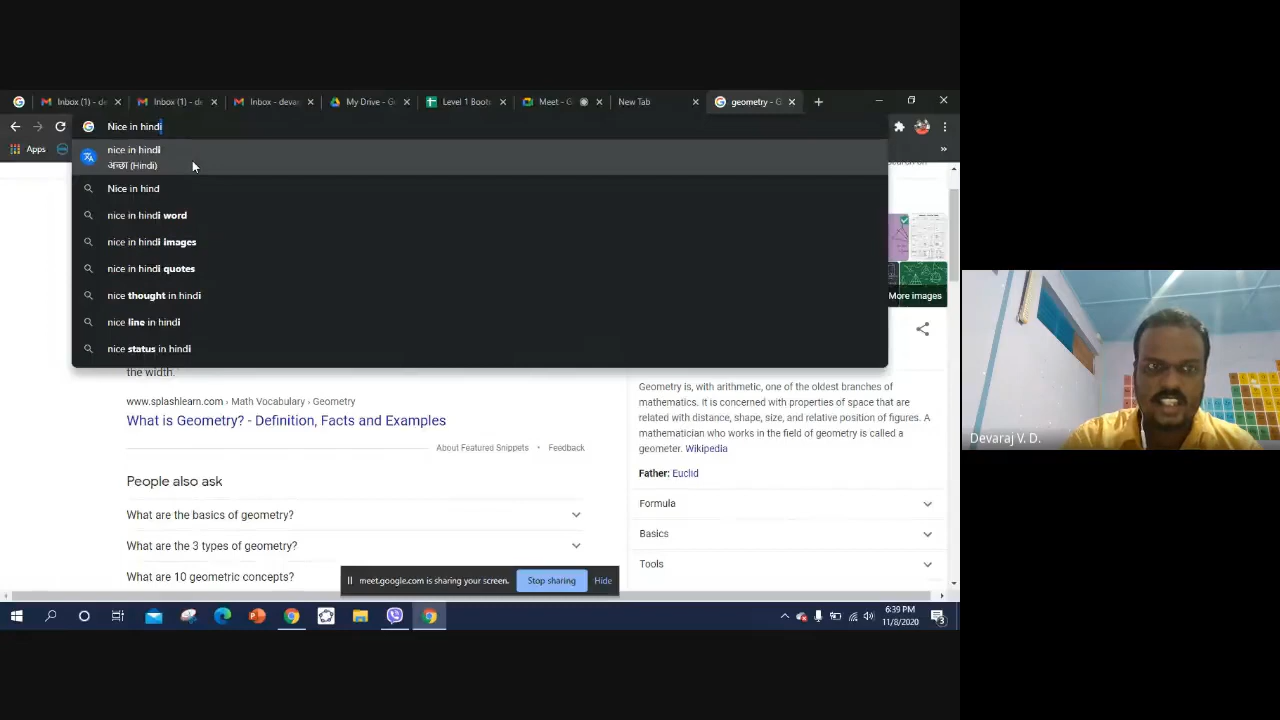 Inbox (1) - de
Inbox (1) - de
Inbox - devar
My Drive - G
Level 1 Boot
Meet - G
New Tab
geometry - G
Nice in hindi
Apps
nice in hindi
अच्छा (Hindi)
Nice in hind
nice in hindi word
nice in hindi images
nice in hindi quotes
nice thought in hindi
nice line in hindi
nice status in hindi
More images
the width.
www.splashlearn.com › Math Vocabulary › Geometry
What is Geometry? - Definition, Facts and Examples
About Featured Snippets • Feedback
People also ask
What are the basics of geometry?
What are the 3 types of geometry?
What are 10 geometric concepts?
Geometry is, with arithmetic, one of the oldest branches of
mathematics. It is concerned with properties of space that are
related with distance, shape, size, and relative position of figures. A
mathematician who works in the field of geometry is called a
geometer. Wikipedia
Father: Euclid
Formula
Basics
Tools
meet.google.com is sharing your screen.
Stop sharing
Hide
6:39 PM
11/8/2020
3
Devaraj V. D.